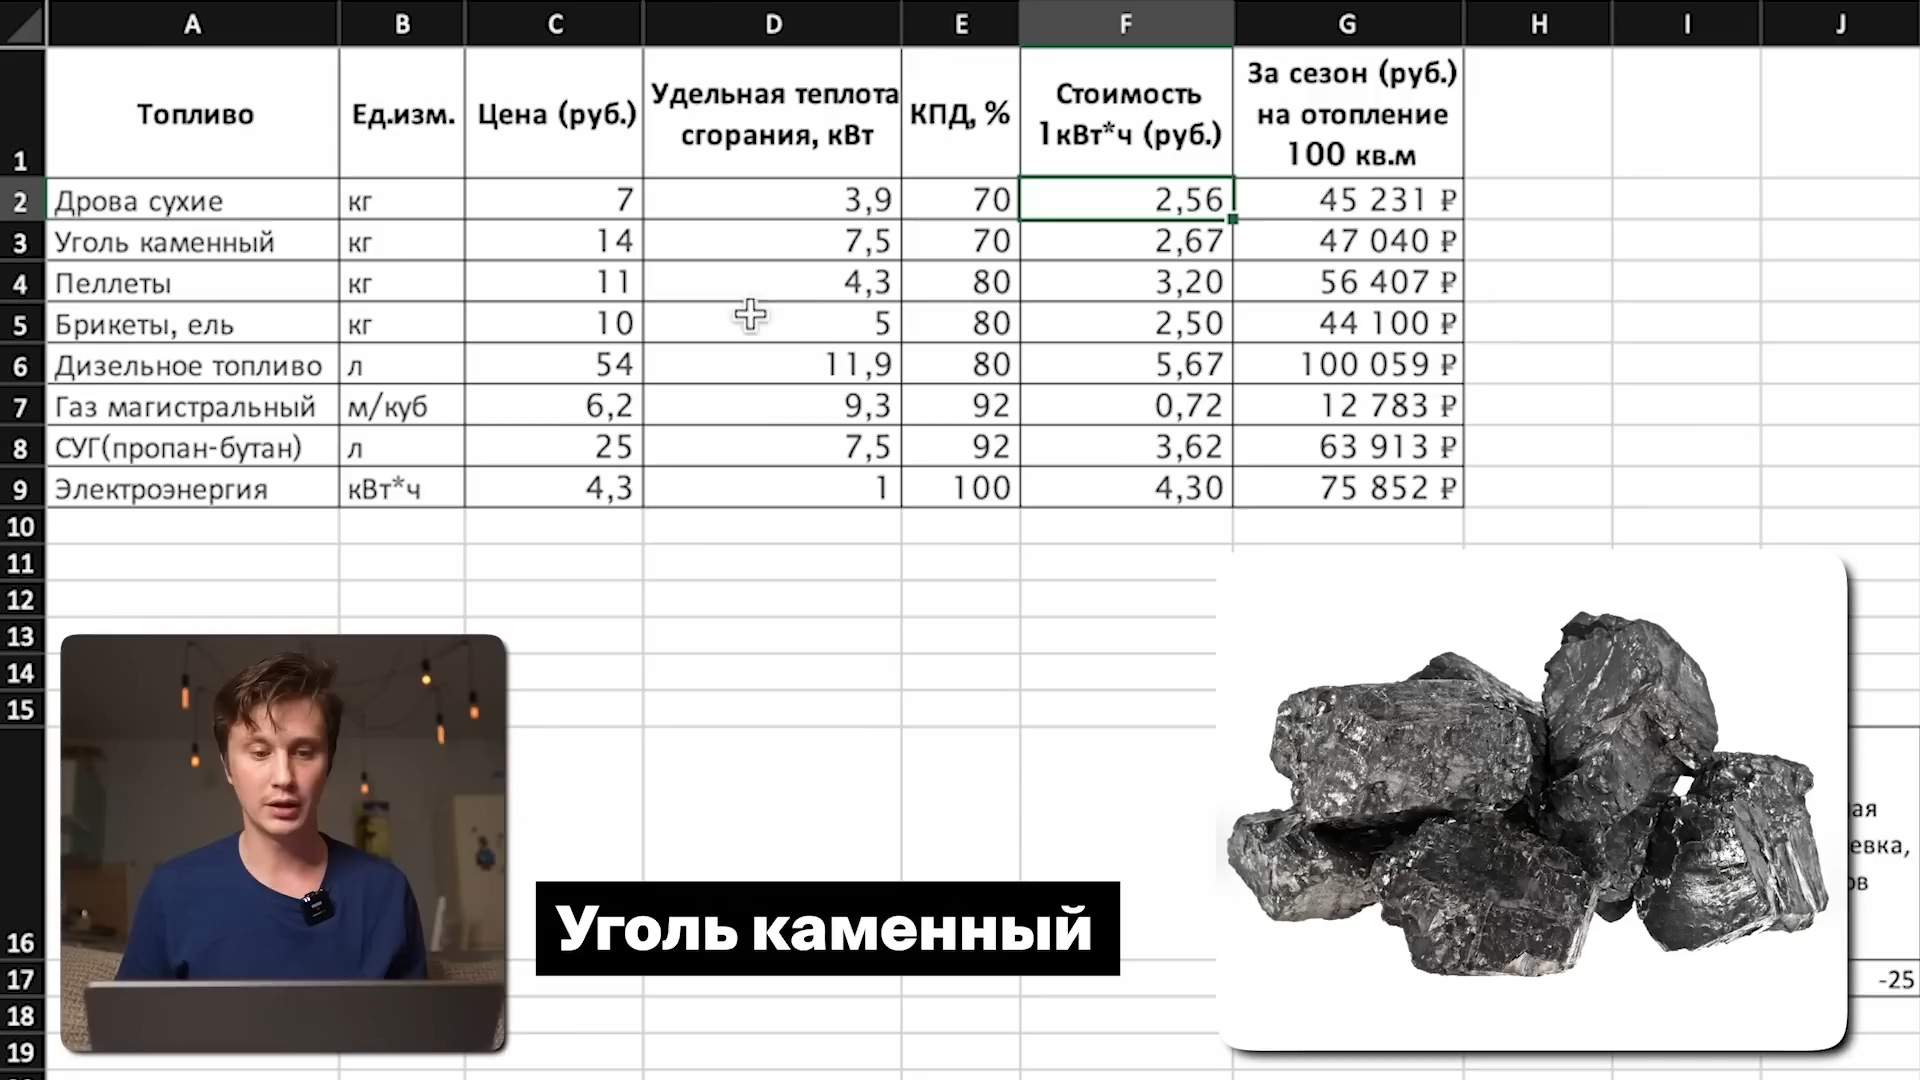 A B C D E F G H I J
1 Топливо Ед.изм. Цена (руб.) Удельная теплота сгорания, кВт КПД, % Стоимость 1кВт*ч (руб.) За сезон (руб.) на отопление 100 кв.м
2 Дрова сухие кг 7 3,9 70 2,56 45 231 ₽
3 Уголь каменный кг 14 7,5 70 2,67 47 040 ₽
4 Пеллеты кг 11 4,3 80 3,20 56 407 ₽
5 Брикеты, ель кг 10 5 80 2,50 44 100 ₽
6 Дизельное топливо л 54 11,9 80 5,67 100 059 ₽
7 Газ магистральный м/куб 6,2 9,3 92 0,72 12 783 ₽
8 СУГ(пропан-бутан) л 25 7,5 92 3,62 63 913 ₽
9 Электроэнергия кВт*ч 4,3 1 100 4,30 75 852 ₽
10
11
12
13
14
15
ая
евка,
ов
Уголь каменный
16
17 -25
18
19